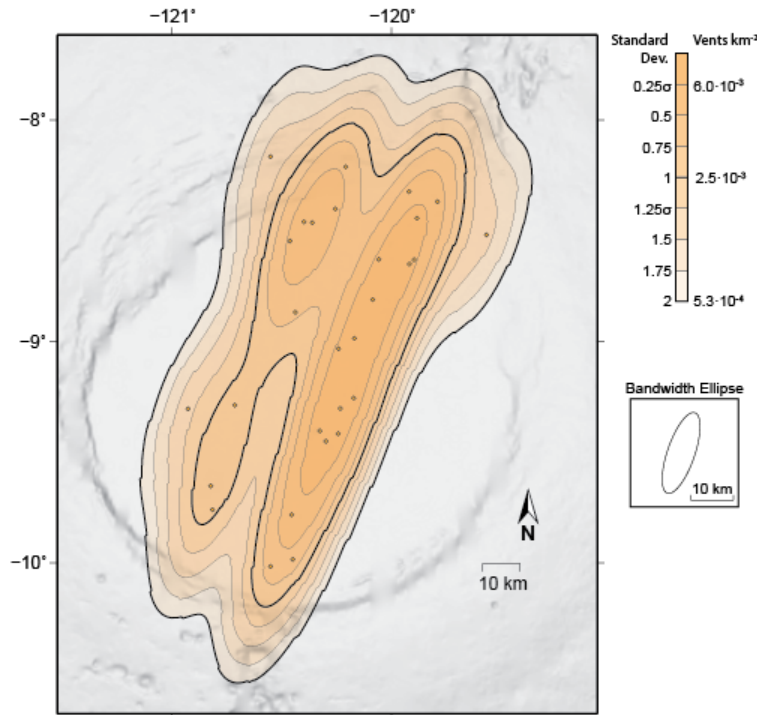 −121°
−120°
−8°
−9°
−10°
N
10 km
Standard Dev.
Vents km⁻²
0.25σ
6.0·10⁻³
0.5
0.75
1
2.5·10⁻³
1.25σ
1.5
1.75
2
5.3·10⁻⁴
Bandwidth Ellipse
10 km